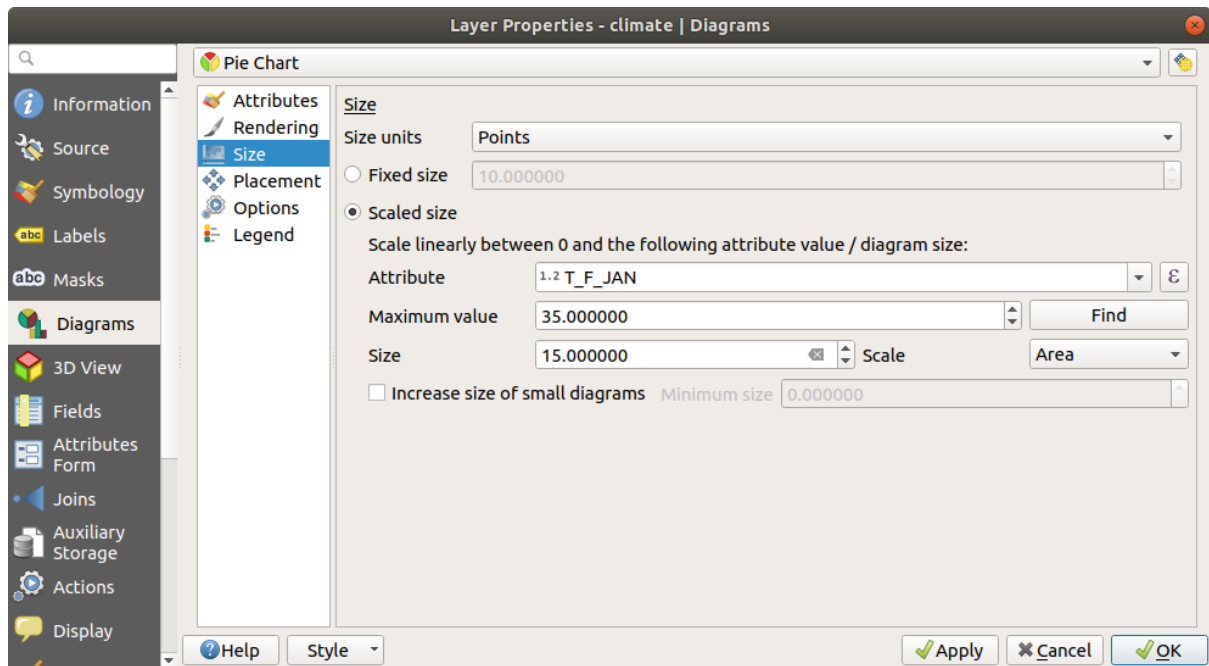 Layer Properties - climate | Diagrams
Pie Chart
Information
Source
Symbology
abc Labels
abc Masks
Diagrams
3D View
Fields
Attributes
Form
Joins
Auxiliary
Storage
Actions
Display
Attributes
Rendering
Size
Placement
Options
Legend
Size
Size units Points
Fixed size 10.000000
Scaled size
Scale linearly between 0 and the following attribute value / diagram size:
Attribute 1.2 T_F_JAN ε
Maximum value 35.000000 Find
Size 15.000000 Scale Area
Increase size of small diagrams Minimum size 0.000000
Help Style Apply Cancel OK